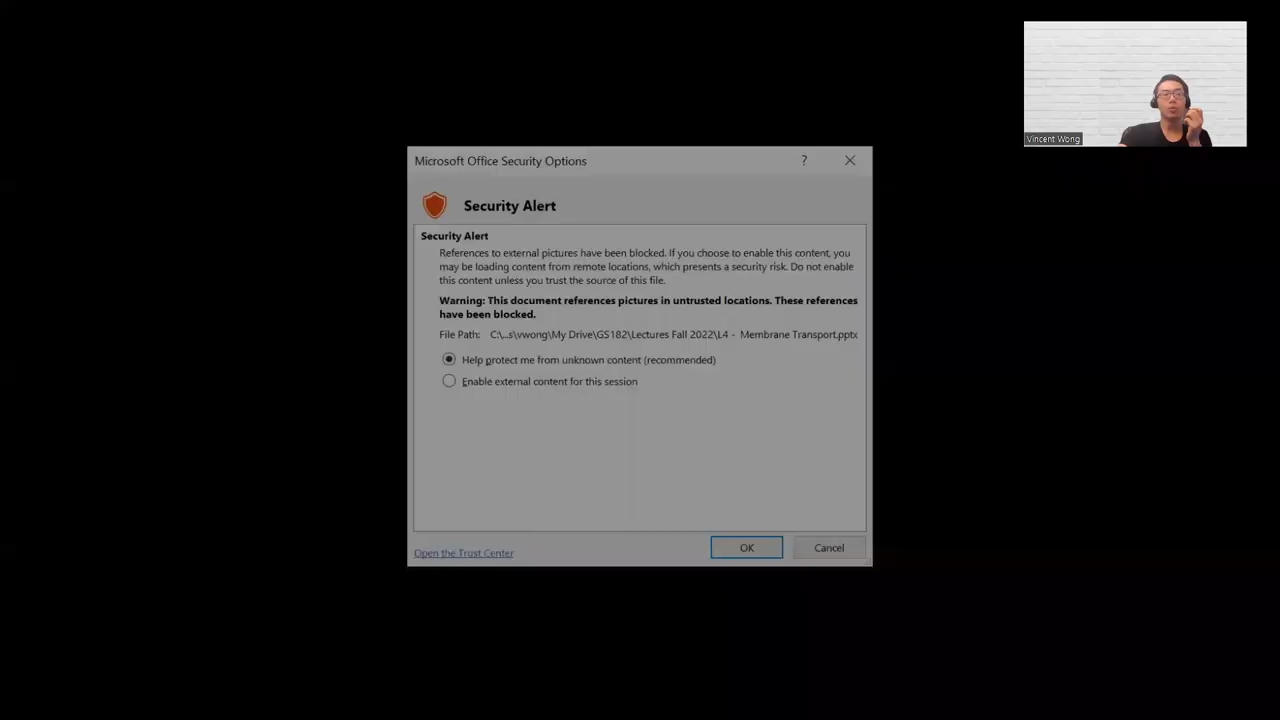 Vincent Wong
Microsoft Office Security Options
?
Security Alert
Security Alert
References to external pictures have been blocked. If you choose to enable this content, you
may be loading content from remote locations, which presents a security risk. Do not enable
this content unless you trust the source of this file.
Warning: This document references pictures in untrusted locations. These references
have been blocked.
File Path: C:\...s\vwong\My Drive\GS182\Lectures Fall 2022\L4 - Membrane Transport.pptx
Help protect me from unknown content (recommended)
Enable external content for this session
Open the Trust Center
OK
Cancel